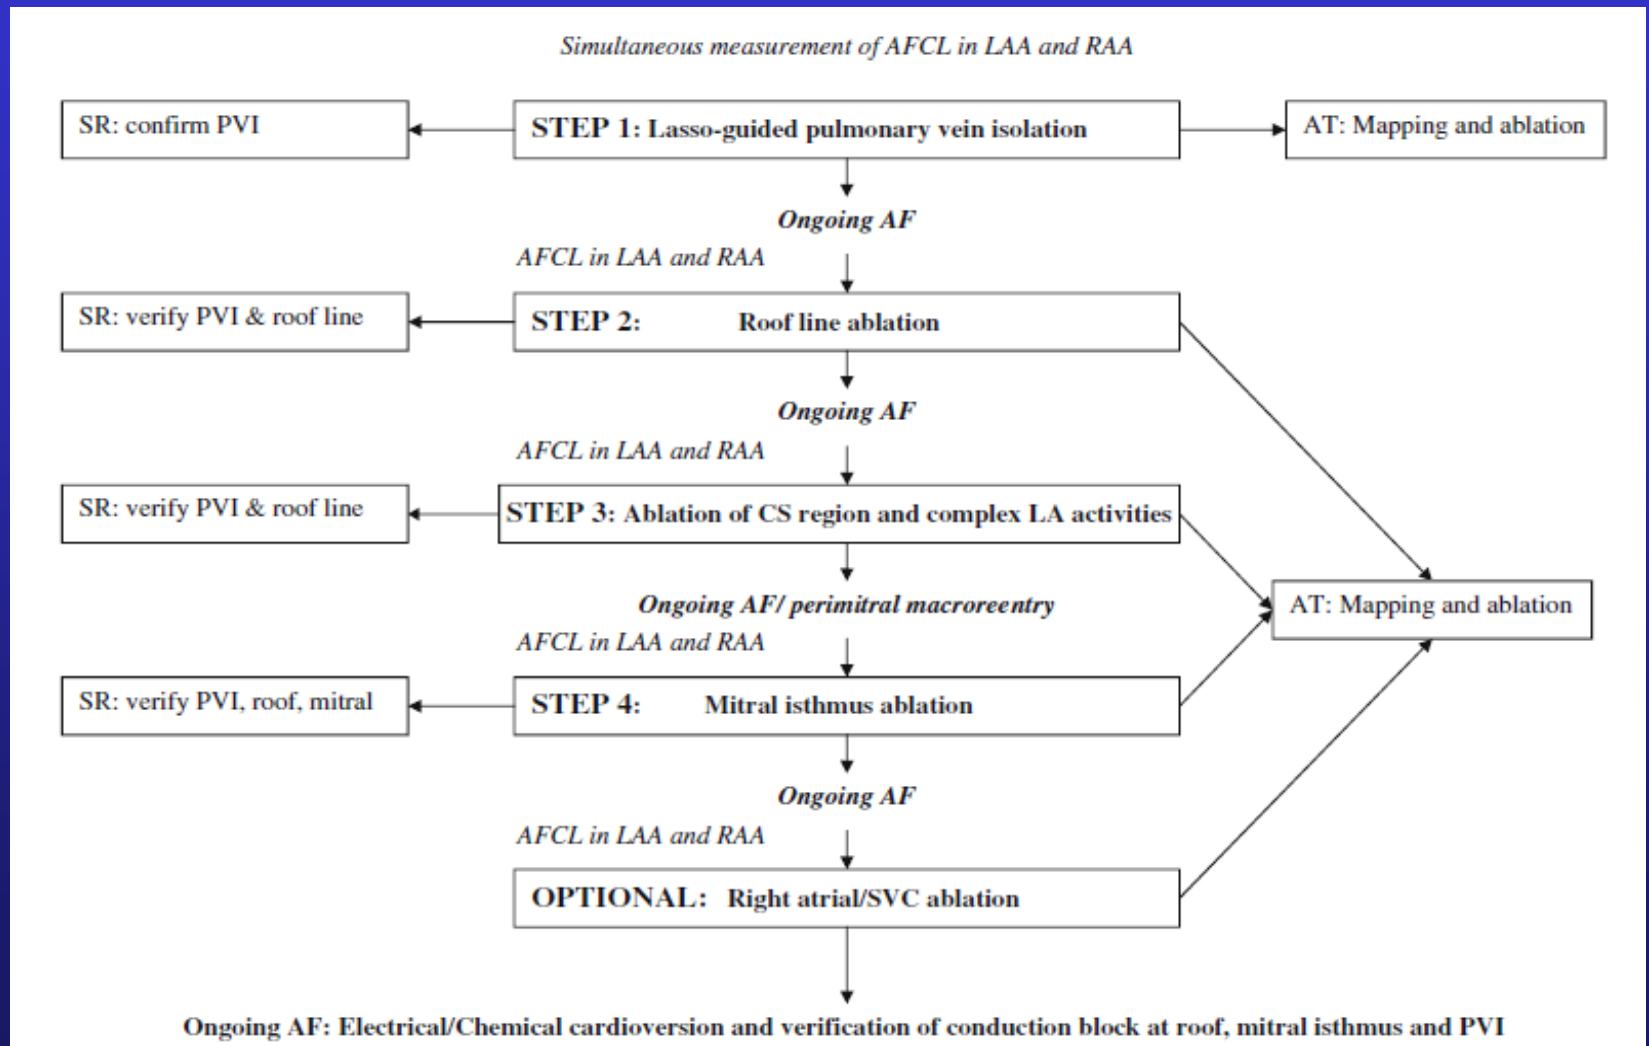 Simultaneous measurement of AFCL in LAA and RAA
SR: confirm PVI
STEP 1: Lasso-guided pulmonary vein isolation
AT: Mapping and ablation
Ongoing AF
AFCL in LAA and RAA
SR: verify PVI & roof line
STEP 2: Roof line ablation
Ongoing AF
AFCL in LAA and RAA
SR: verify PVI & roof line
STEP 3: Ablation of CS region and complex LA activities
Ongoing AF/ perimitral macroreentry
AT: Mapping and ablation
AFCL in LAA and RAA
SR: verify PVI, roof, mitral
STEP 4: Mitral isthmus ablation
Ongoing AF
AFCL in LAA and RAA
OPTIONAL: Right atrial/SVC ablation
Ongoing AF: Electrical/Chemical cardioversion and verification of conduction block at roof, mitral isthmus and PVI